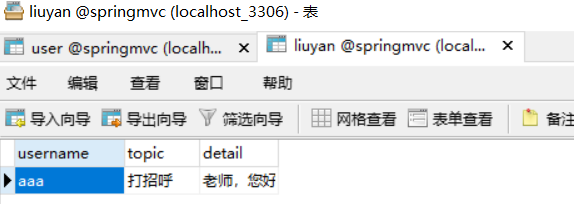 liuyan @springmvc (localhost_3306) - 表
user @springmvc (localh... × liuyan @springmvc (local... ×
文件 编辑 查看 窗口 帮助
导入向导 导出向导 筛选向导 网格查看 表单查看 备注
username topic detail
aaa 打招呼 老师，您好